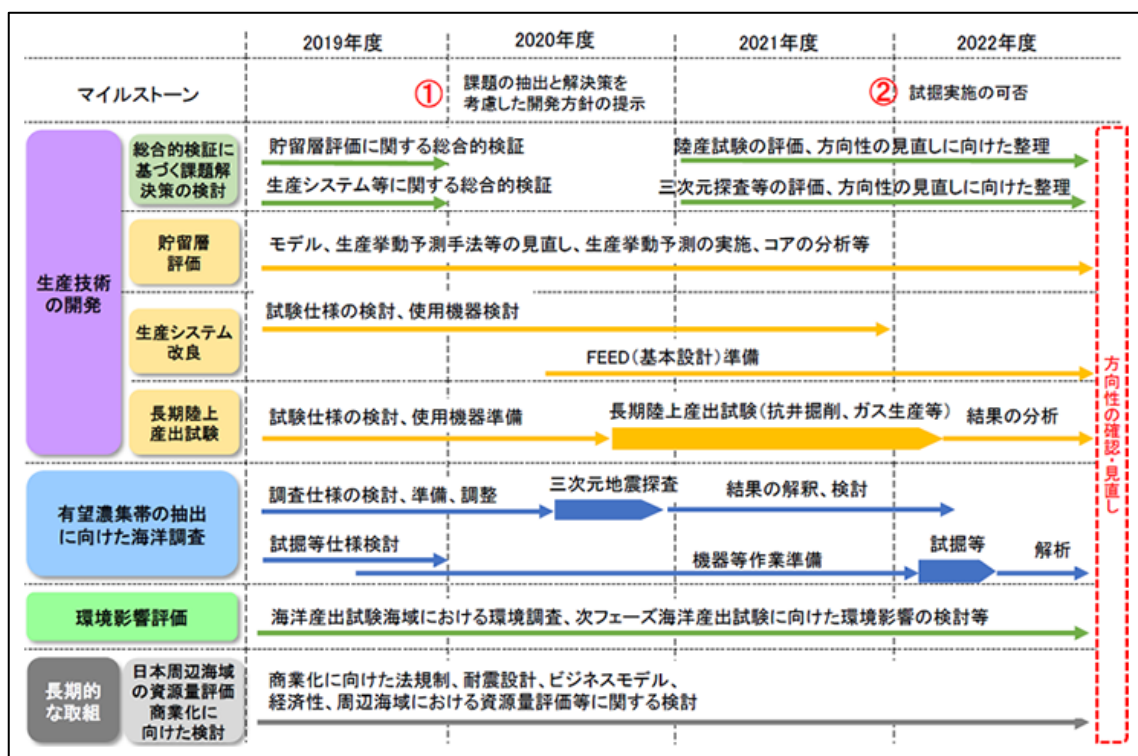 2019年度
2020年度
2021年度
2022年度
マイルストーン
①
課題の抽出と解決策を
考慮した開発方針の提示
②
試掘実施の可否
生産技術
の開発
総合的検証に
基づく課題解
決策の検討
貯留層評価に関する総合的検証
生産システム等に関する総合的検証
陸産試験の評価、方向性の見直しに向けた整理
三次元探査等の評価、方向性の見直しに向けた整理
貯留層
評価
モデル、生産挙動予測手法等の見直し、生産挙動予測の実施、コアの分析等
生産システム
改良
試験仕様の検討、使用機器検討
FEED(基本設計)準備
長期陸上
産出試験
試験仕様の検討、使用機器準備
長期陸上産出試験(抗井掘削、ガス生産等)
結果の分析
有望濃集帯の抽出
に向けた海洋調査
調査仕様の検討、準備、調整
三次元地震探査
結果の解釈、検討
試掘等仕様検討
機器等作業準備
試掘等
解析
環境影響評価
海洋産出試験海域における環境調査、次フェーズ海洋産出試験に向けた環境影響の検討等
長期的
な取組
日本周辺海域
の資源量評価
商業化に
向けた検討
商業化に向けた法規制、耐震設計、ビジネスモデル、
経済性、周辺海域における資源量評価等に関する検討
方向性の確認・見直し